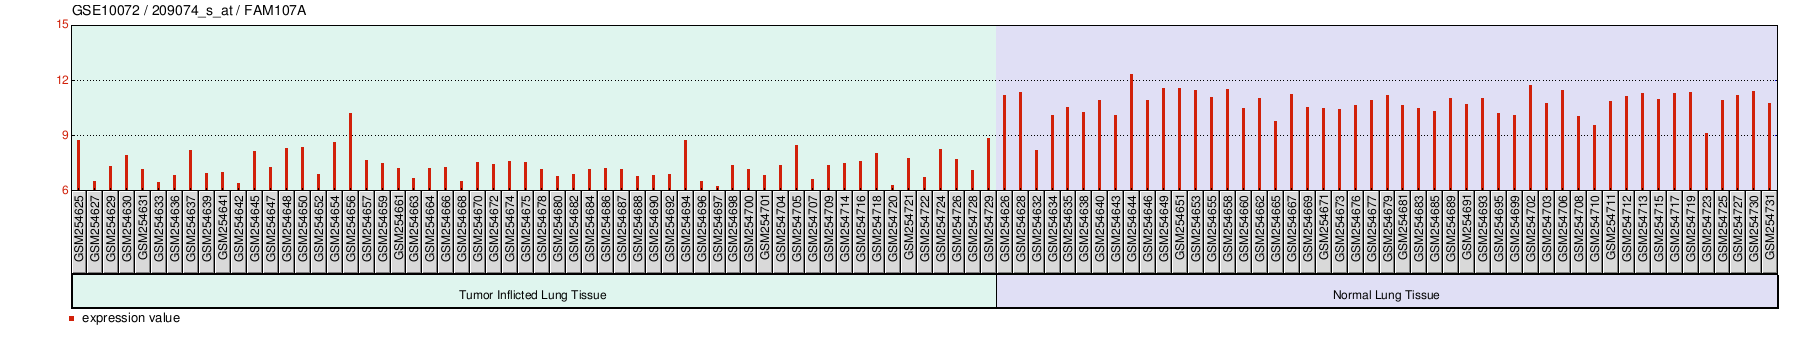 GSE10072 / 209074_s_at / FAM107A
15
12
9
6
GSM254625
GSM254627
GSM254629
GSM254630
GSM254631
GSM254633
GSM254636
GSM254637
GSM254639
GSM254641
GSM254642
GSM254645
GSM254647
GSM254648
GSM254650
GSM254652
GSM254654
GSM254656
GSM254657
GSM254659
GSM254661
GSM254663
GSM254664
GSM254666
GSM254668
GSM254670
GSM254672
GSM254674
GSM254675
GSM254678
GSM254680
GSM254682
GSM254684
GSM254686
GSM254687
GSM254688
GSM254690
GSM254692
GSM254694
GSM254696
GSM254697
GSM254698
GSM254700
GSM254701
GSM254704
GSM254705
GSM254707
GSM254709
GSM254714
GSM254716
GSM254718
GSM254720
GSM254721
GSM254722
GSM254724
GSM254726
GSM254728
GSM254729
GSM254626
GSM254628
GSM254632
GSM254634
GSM254635
GSM254638
GSM254640
GSM254643
GSM254644
GSM254646
GSM254649
GSM254651
GSM254653
GSM254655
GSM254658
GSM254660
GSM254662
GSM254665
GSM254667
GSM254669
GSM254671
GSM254673
GSM254676
GSM254677
GSM254679
GSM254681
GSM254683
GSM254685
GSM254689
GSM254691
GSM254693
GSM254695
GSM254699
GSM254702
GSM254703
GSM254706
GSM254708
GSM254710
GSM254711
GSM254712
GSM254713
GSM254715
GSM254717
GSM254719
GSM254723
GSM254725
GSM254727
GSM254730
GSM254731
Tumor Inflicted Lung Tissue
Normal Lung Tissue
expression value